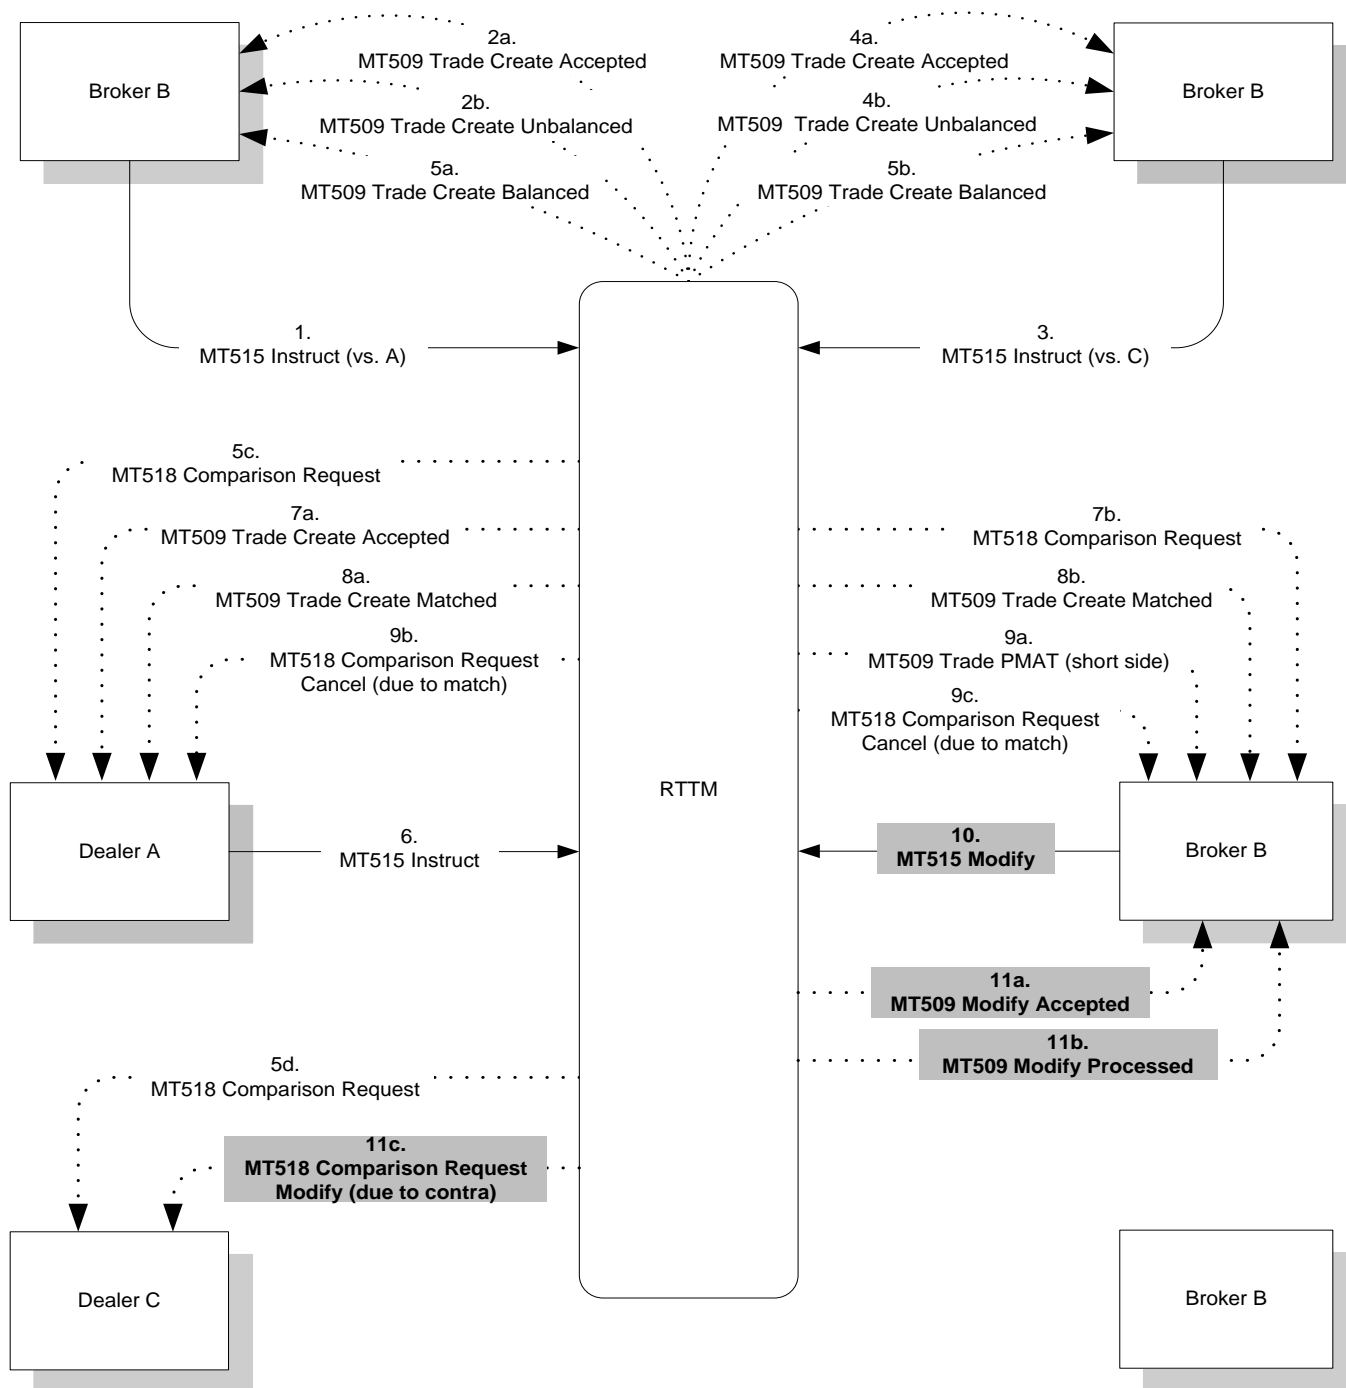 Broker B
2a.
MT509 Trade Create Accepted
2b.
MT509 Trade Create Unbalanced
5a.
MT509 Trade Create Balanced
4a.
MT509 Trade Create Accepted
4b.
MT509  Trade Create Unbalanced
5b.
MT509 Trade Create Balanced
Broker B
1.
MT515 Instruct (vs. A)
3.
MT515 Instruct (vs. C)
5c.
MT518 Comparison Request
7a.
MT509 Trade Create Accepted
8a.
MT509 Trade Create Matched
9b.
MT518 Comparison Request
Cancel (due to match)
7b.
MT518 Comparison Request
8b.
MT509 Trade Create Matched
9a.
MT509 Trade PMAT (short side)
9c.
MT518 Comparison Request
Cancel (due to match)
RTTM
Dealer A
6.
MT515 Instruct
10.
MT515 Modify
Broker B
11a.
MT509 Modify Accepted
11b.
MT509 Modify Processed
5d.
MT518 Comparison Request
11c.
MT518 Comparison Request
Modify (due to contra)
Dealer C
Broker B